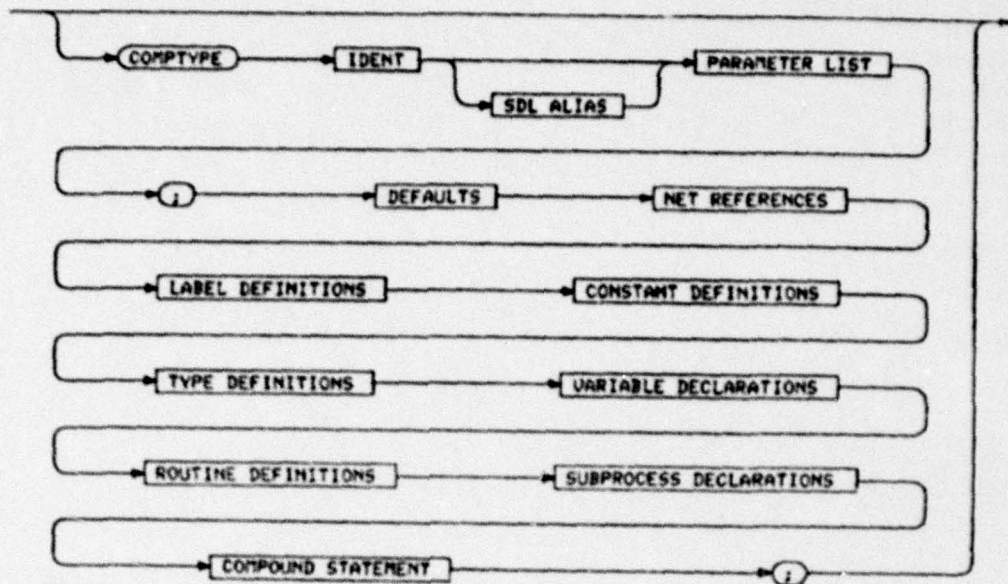 COMPTYPE IDENT PARAMETER LIST
SDL ALIAS
; DEFAULTS NET REFERENCES
LABEL DEFINITIONS CONSTANT DEFINITIONS
TYPE DEFINITIONS VARIABLE DECLARATIONS
ROUTINE DEFINITIONS SUBPROCESS DECLARATIONS
COMPOUND STATEMENT ;